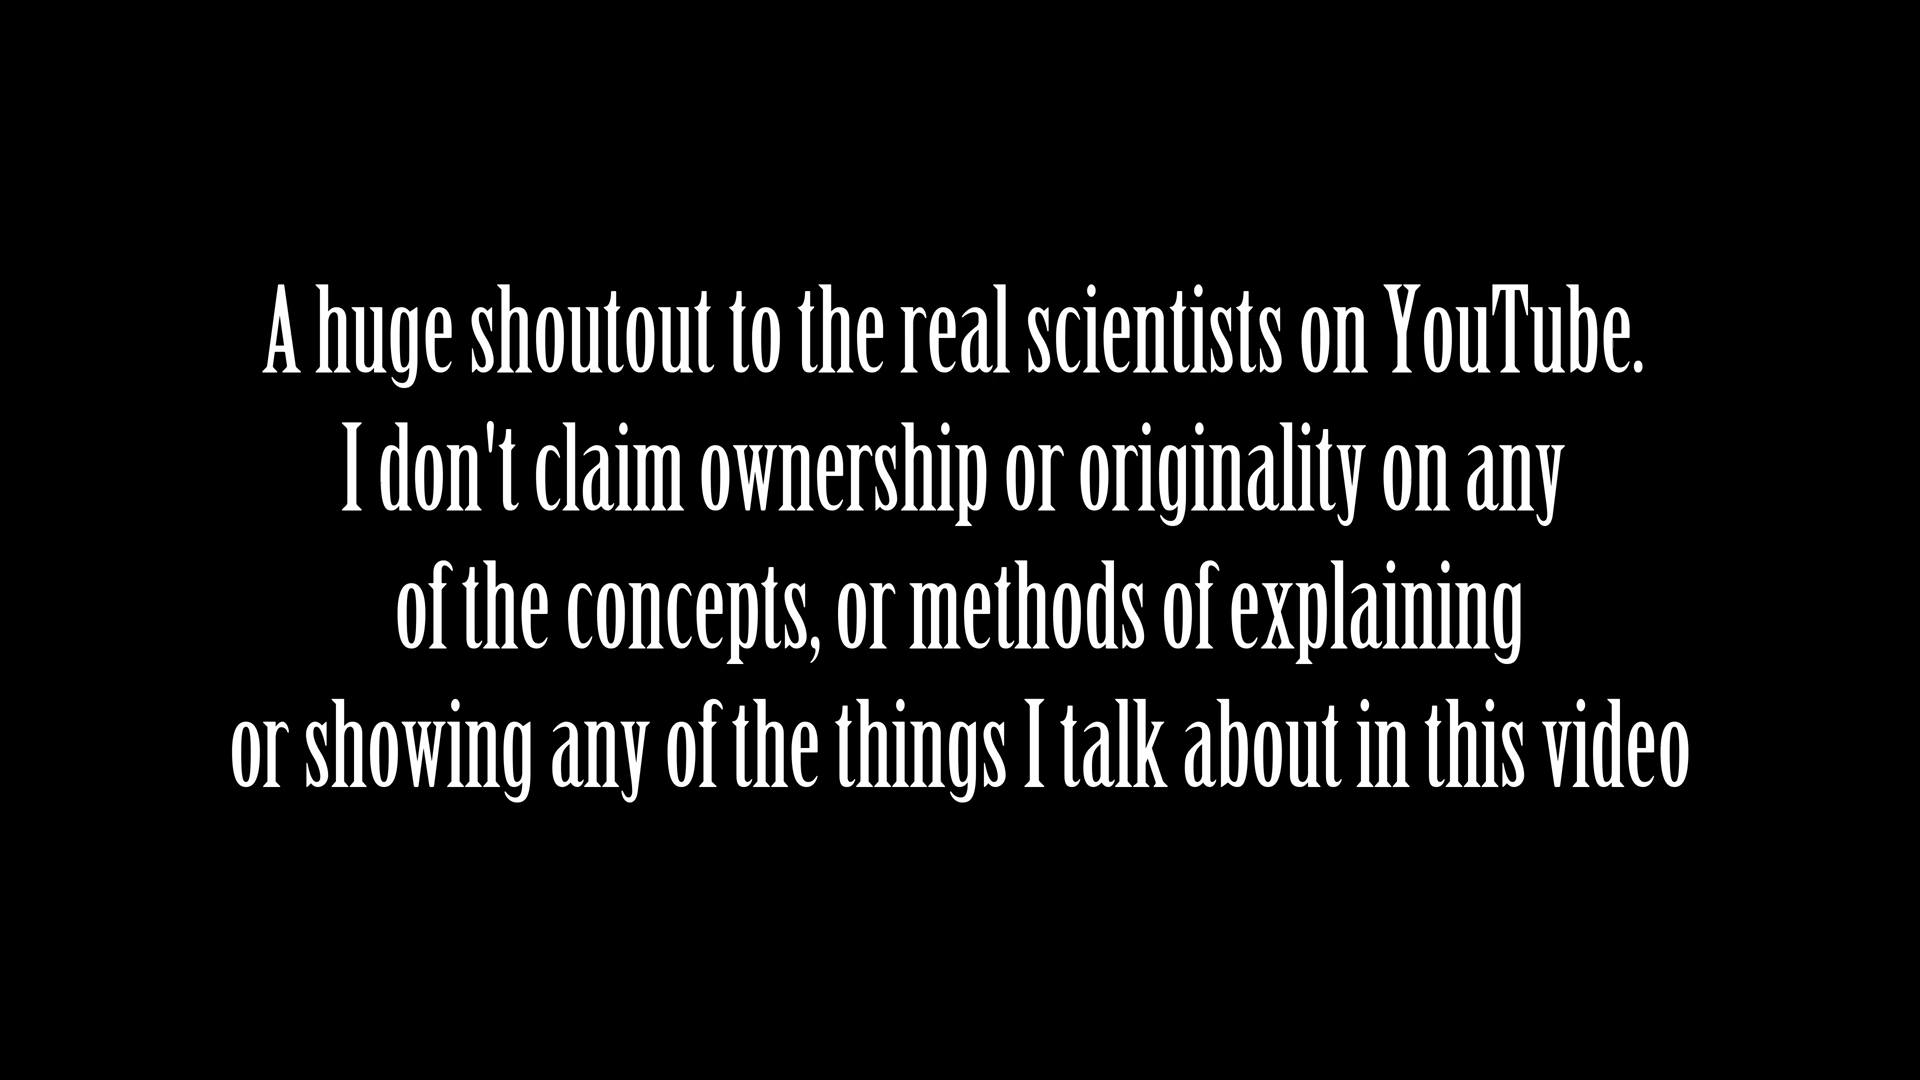 A huge shoutout to the real scientists on YouTube.
I don't claim ownership or originality on any
of the concepts, or methods of explaining
or showing any of the things I talk about in this video